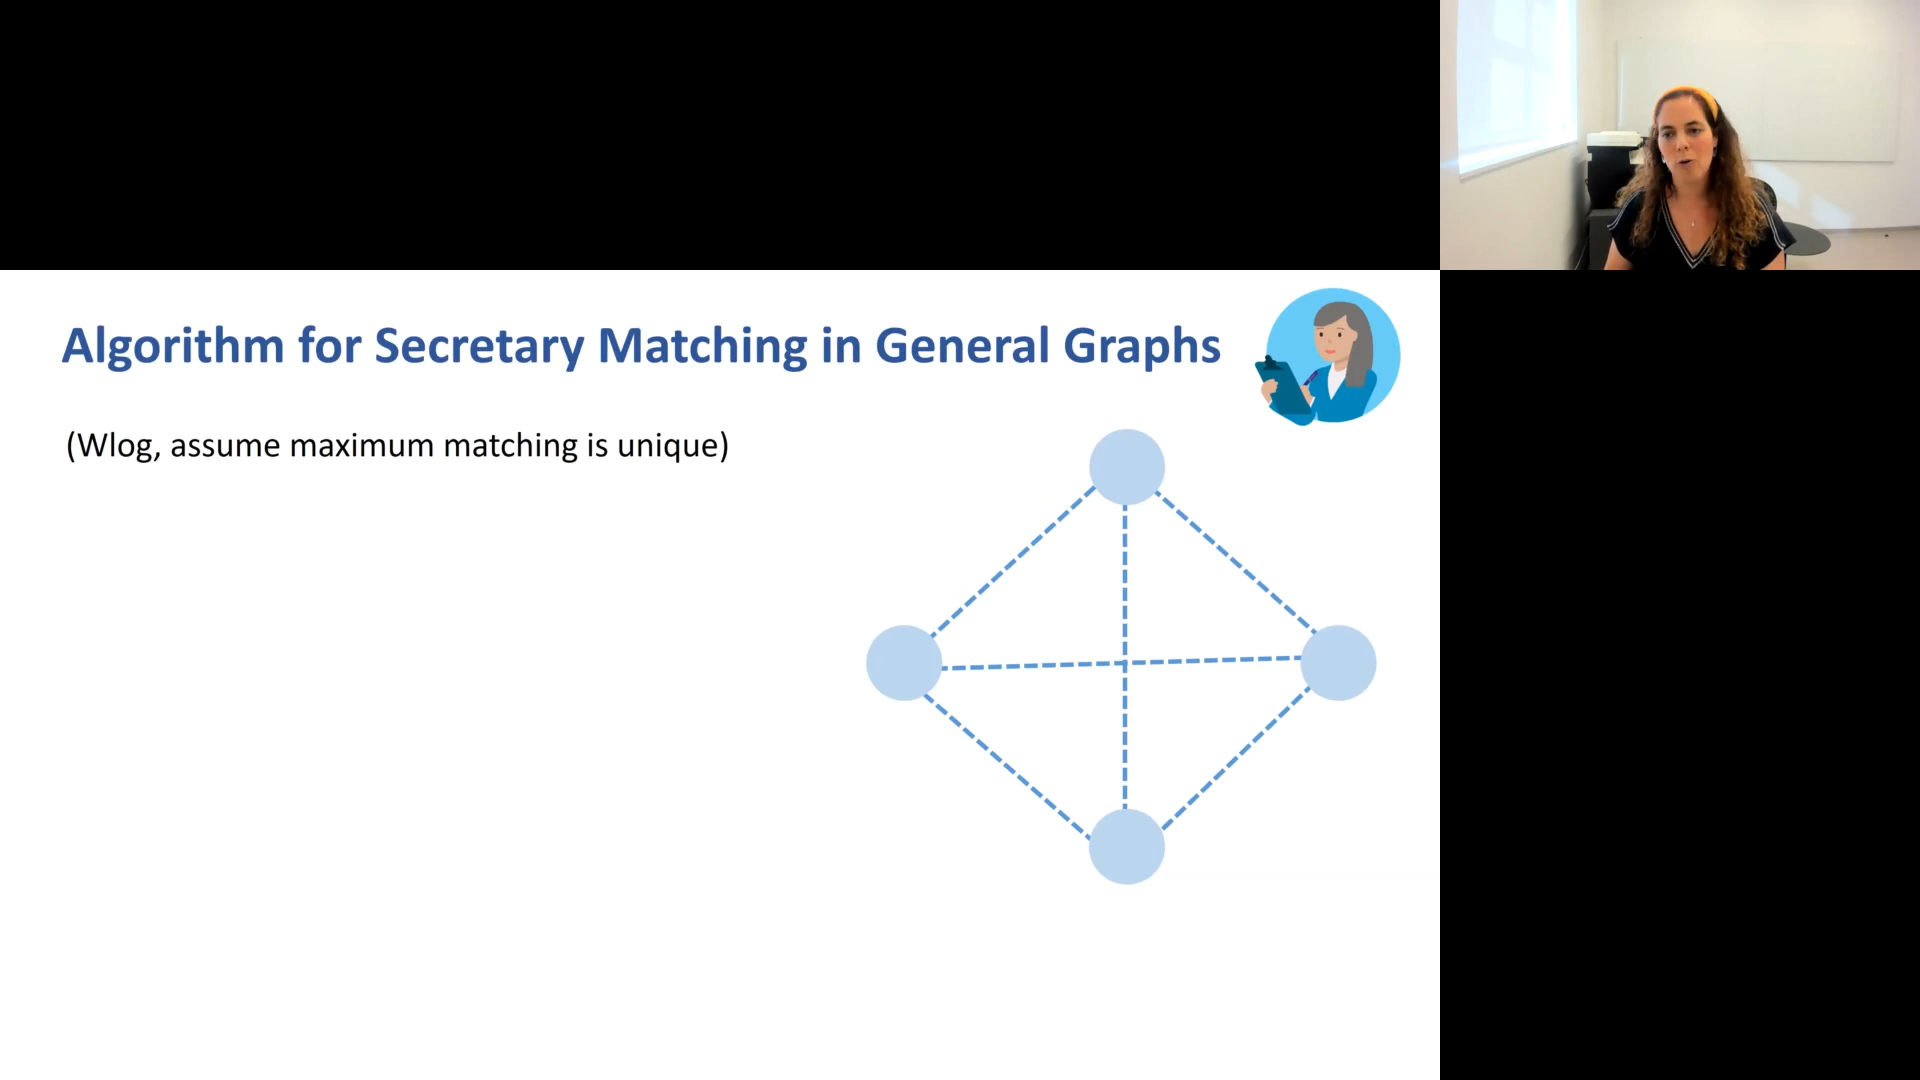 Algorithm for Secretary Matching in General Graphs
(Wlog, assume maximum matching is unique)